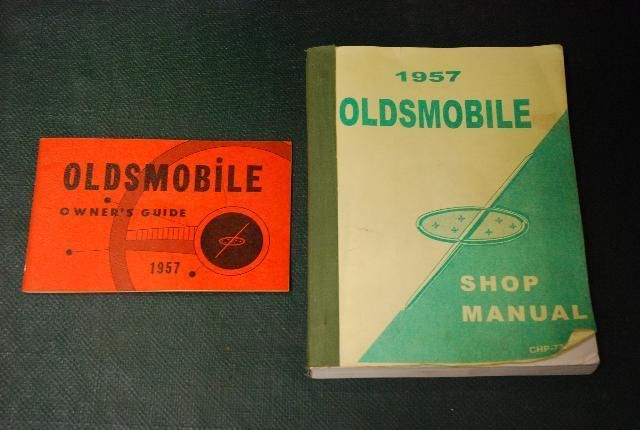 OLDSMOBiLE
OWNER'S GUIDE
1957
1957
OLDSMOBILE
SHOP
MANUAL